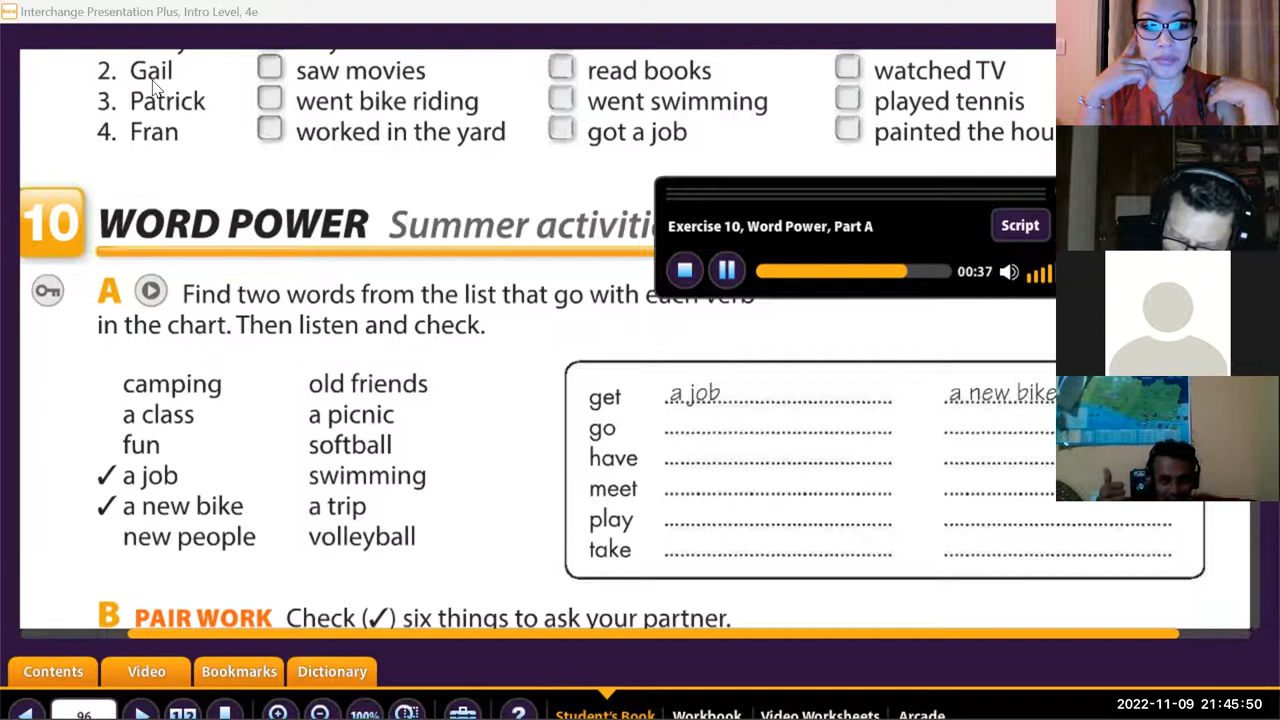 Interchange Presentation Plus, Intro Level, 4e
2. Gail saw movies read books watched TV
3. Patrick went bike riding went swimming played tennis
4. Fran worked in the yard got a job painted the hou
10 WORD POWER Summer activiti
Exercise 10, Word Power, Part A Script
00:37
A Find two words from the list that go with each verb
in the chart. Then listen and check.
camping old friends
a class a picnic
fun softball
✓ a job swimming
✓ a new bike a trip
new people volleyball
get a job a new bike
go
have
meet
play
take
B PAIR WORK Check (✓) six things to ask your partner.
Contents Video Bookmarks Dictionary
96 100% ? Student's Book Workbook Video Worksheets Arcade
2022-11-09 21:45:50